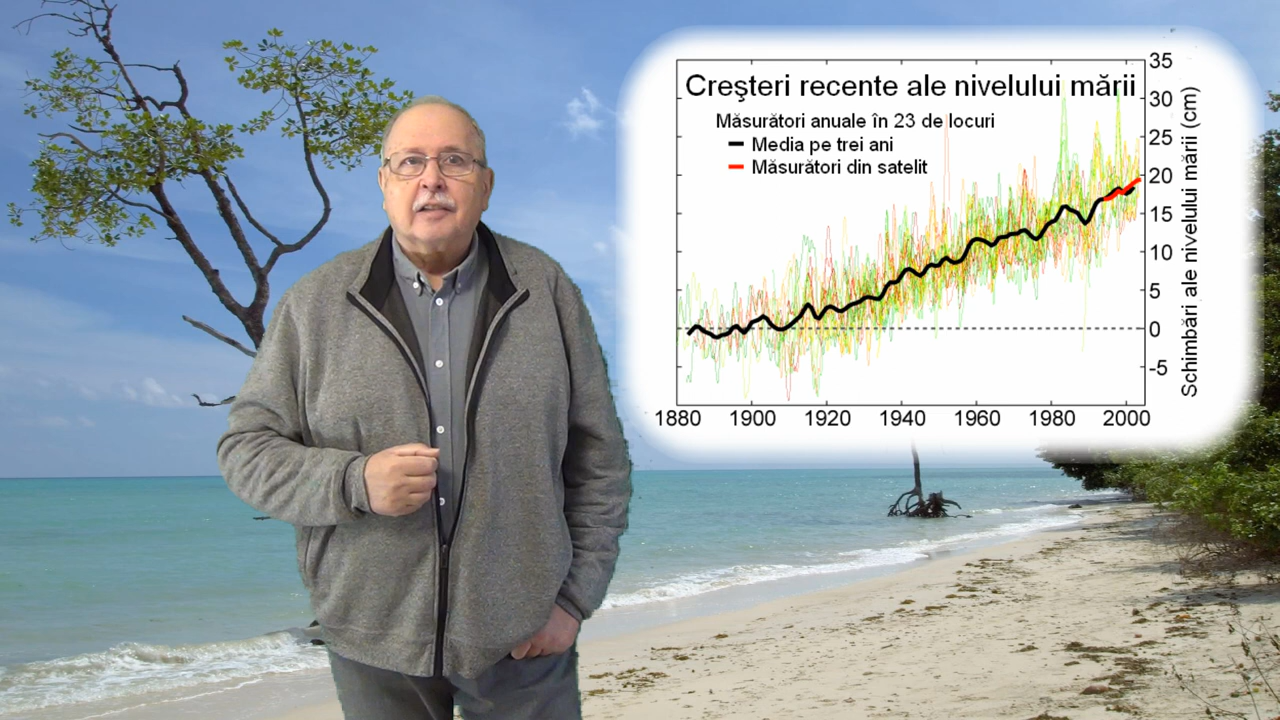 Creşteri recente ale nivelului mării
Măsurători anuale în 23 de locuri
Media pe trei ani
Măsurători din satelit
35
30
25
20
15
10
5
0
-5
Schimbări ale nivelului mării (cm)
1880 1900 1920 1940 1960 1980 2000